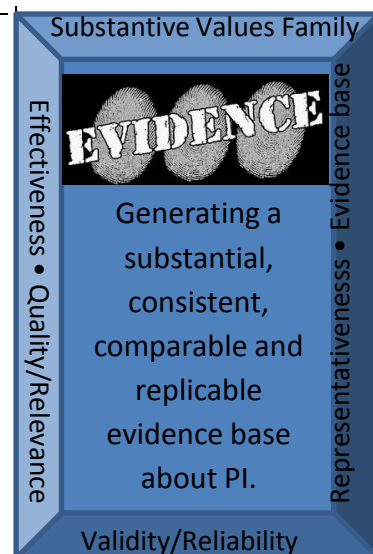 Substantive Values Family
Effectiveness • Quality/Relevance
EVIDENCE
Generating a
substantial,
consistent,
comparable and
replicable
evidence base
about PI.
Representativenesss • Evidence base
Validity/Reliability